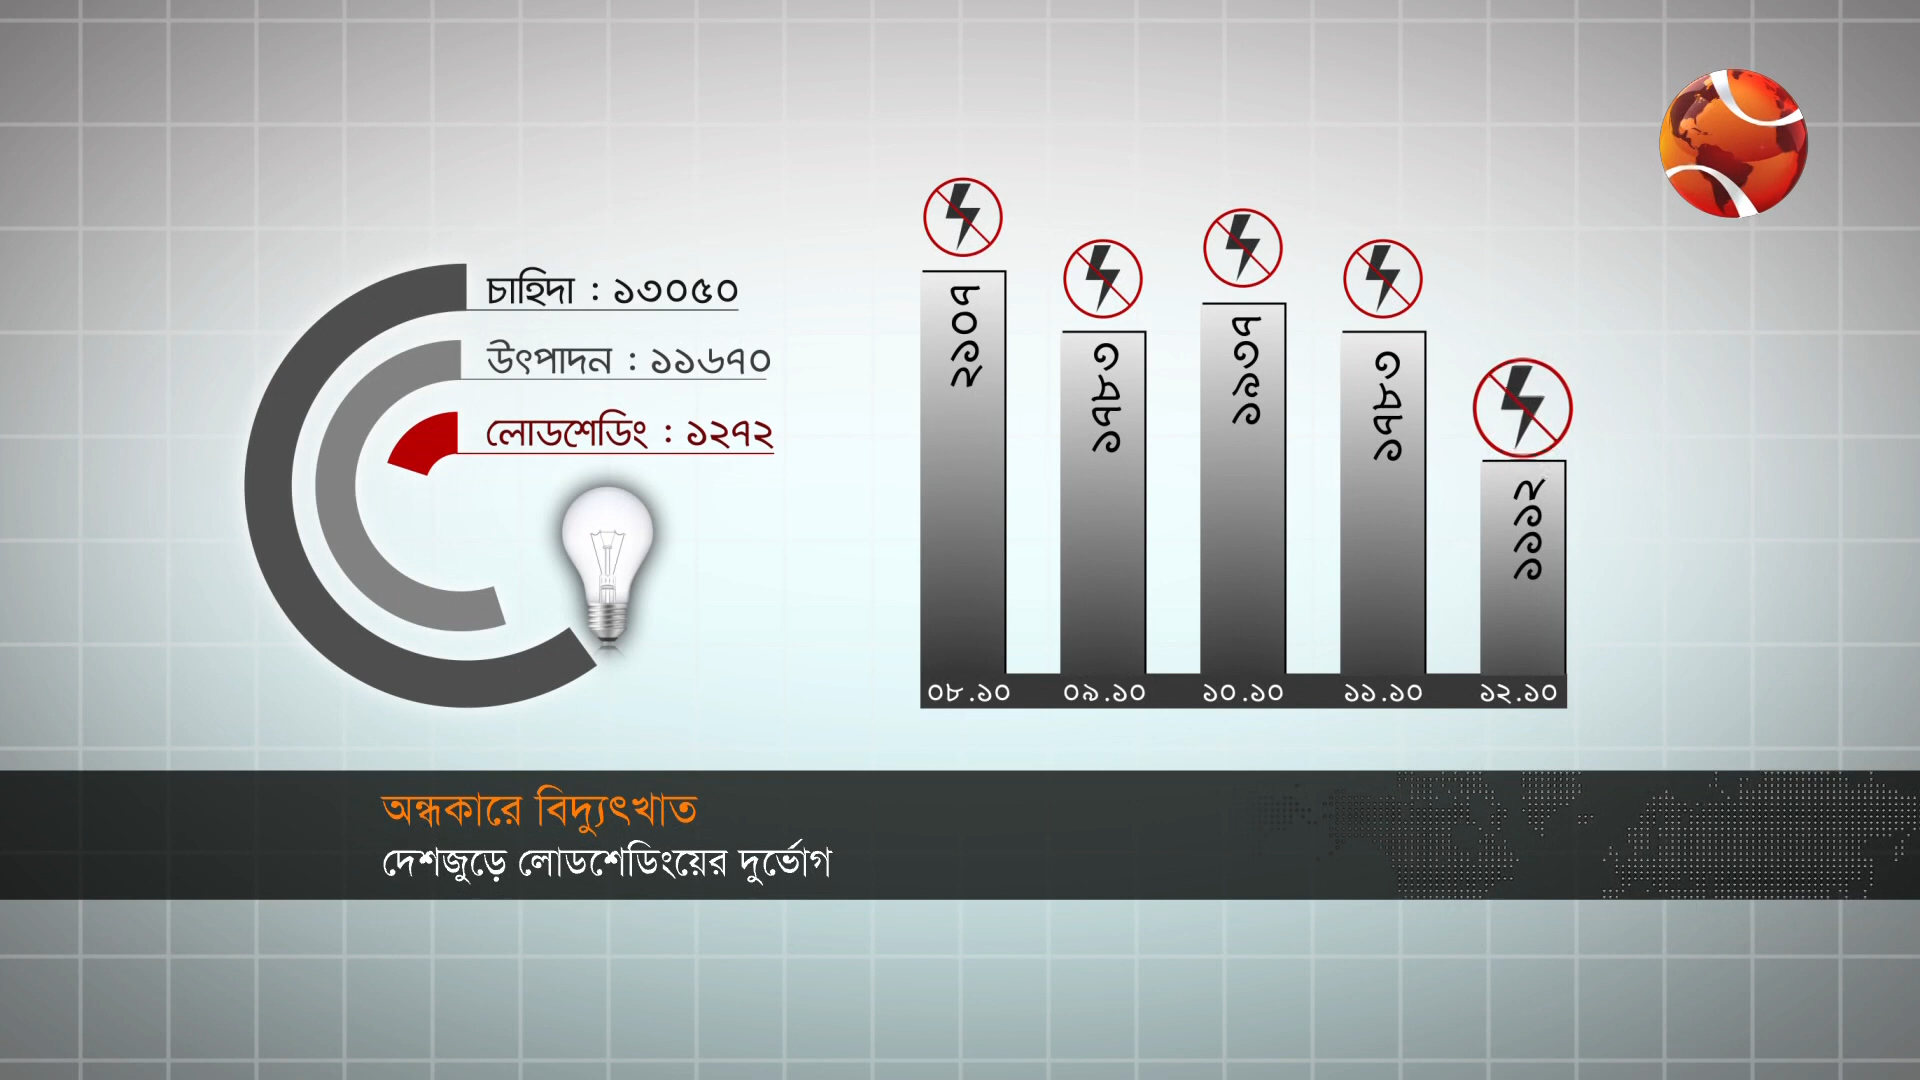 চাহিদা : ১৩০৫০
উৎপাদন : ১১৬৭০
লোডশেডিং : ১২৭২
২১০৭
১৭৮৩
১৯৩৭
১৭৮৩
১১১২
০৮.১০
০৯.১০
১০.১০
১১.১০
১২.১০
অন্ধকারে বিদ্যুৎখাত
দেশজুড়ে লোডশেডিংয়ের দুর্ভোগ